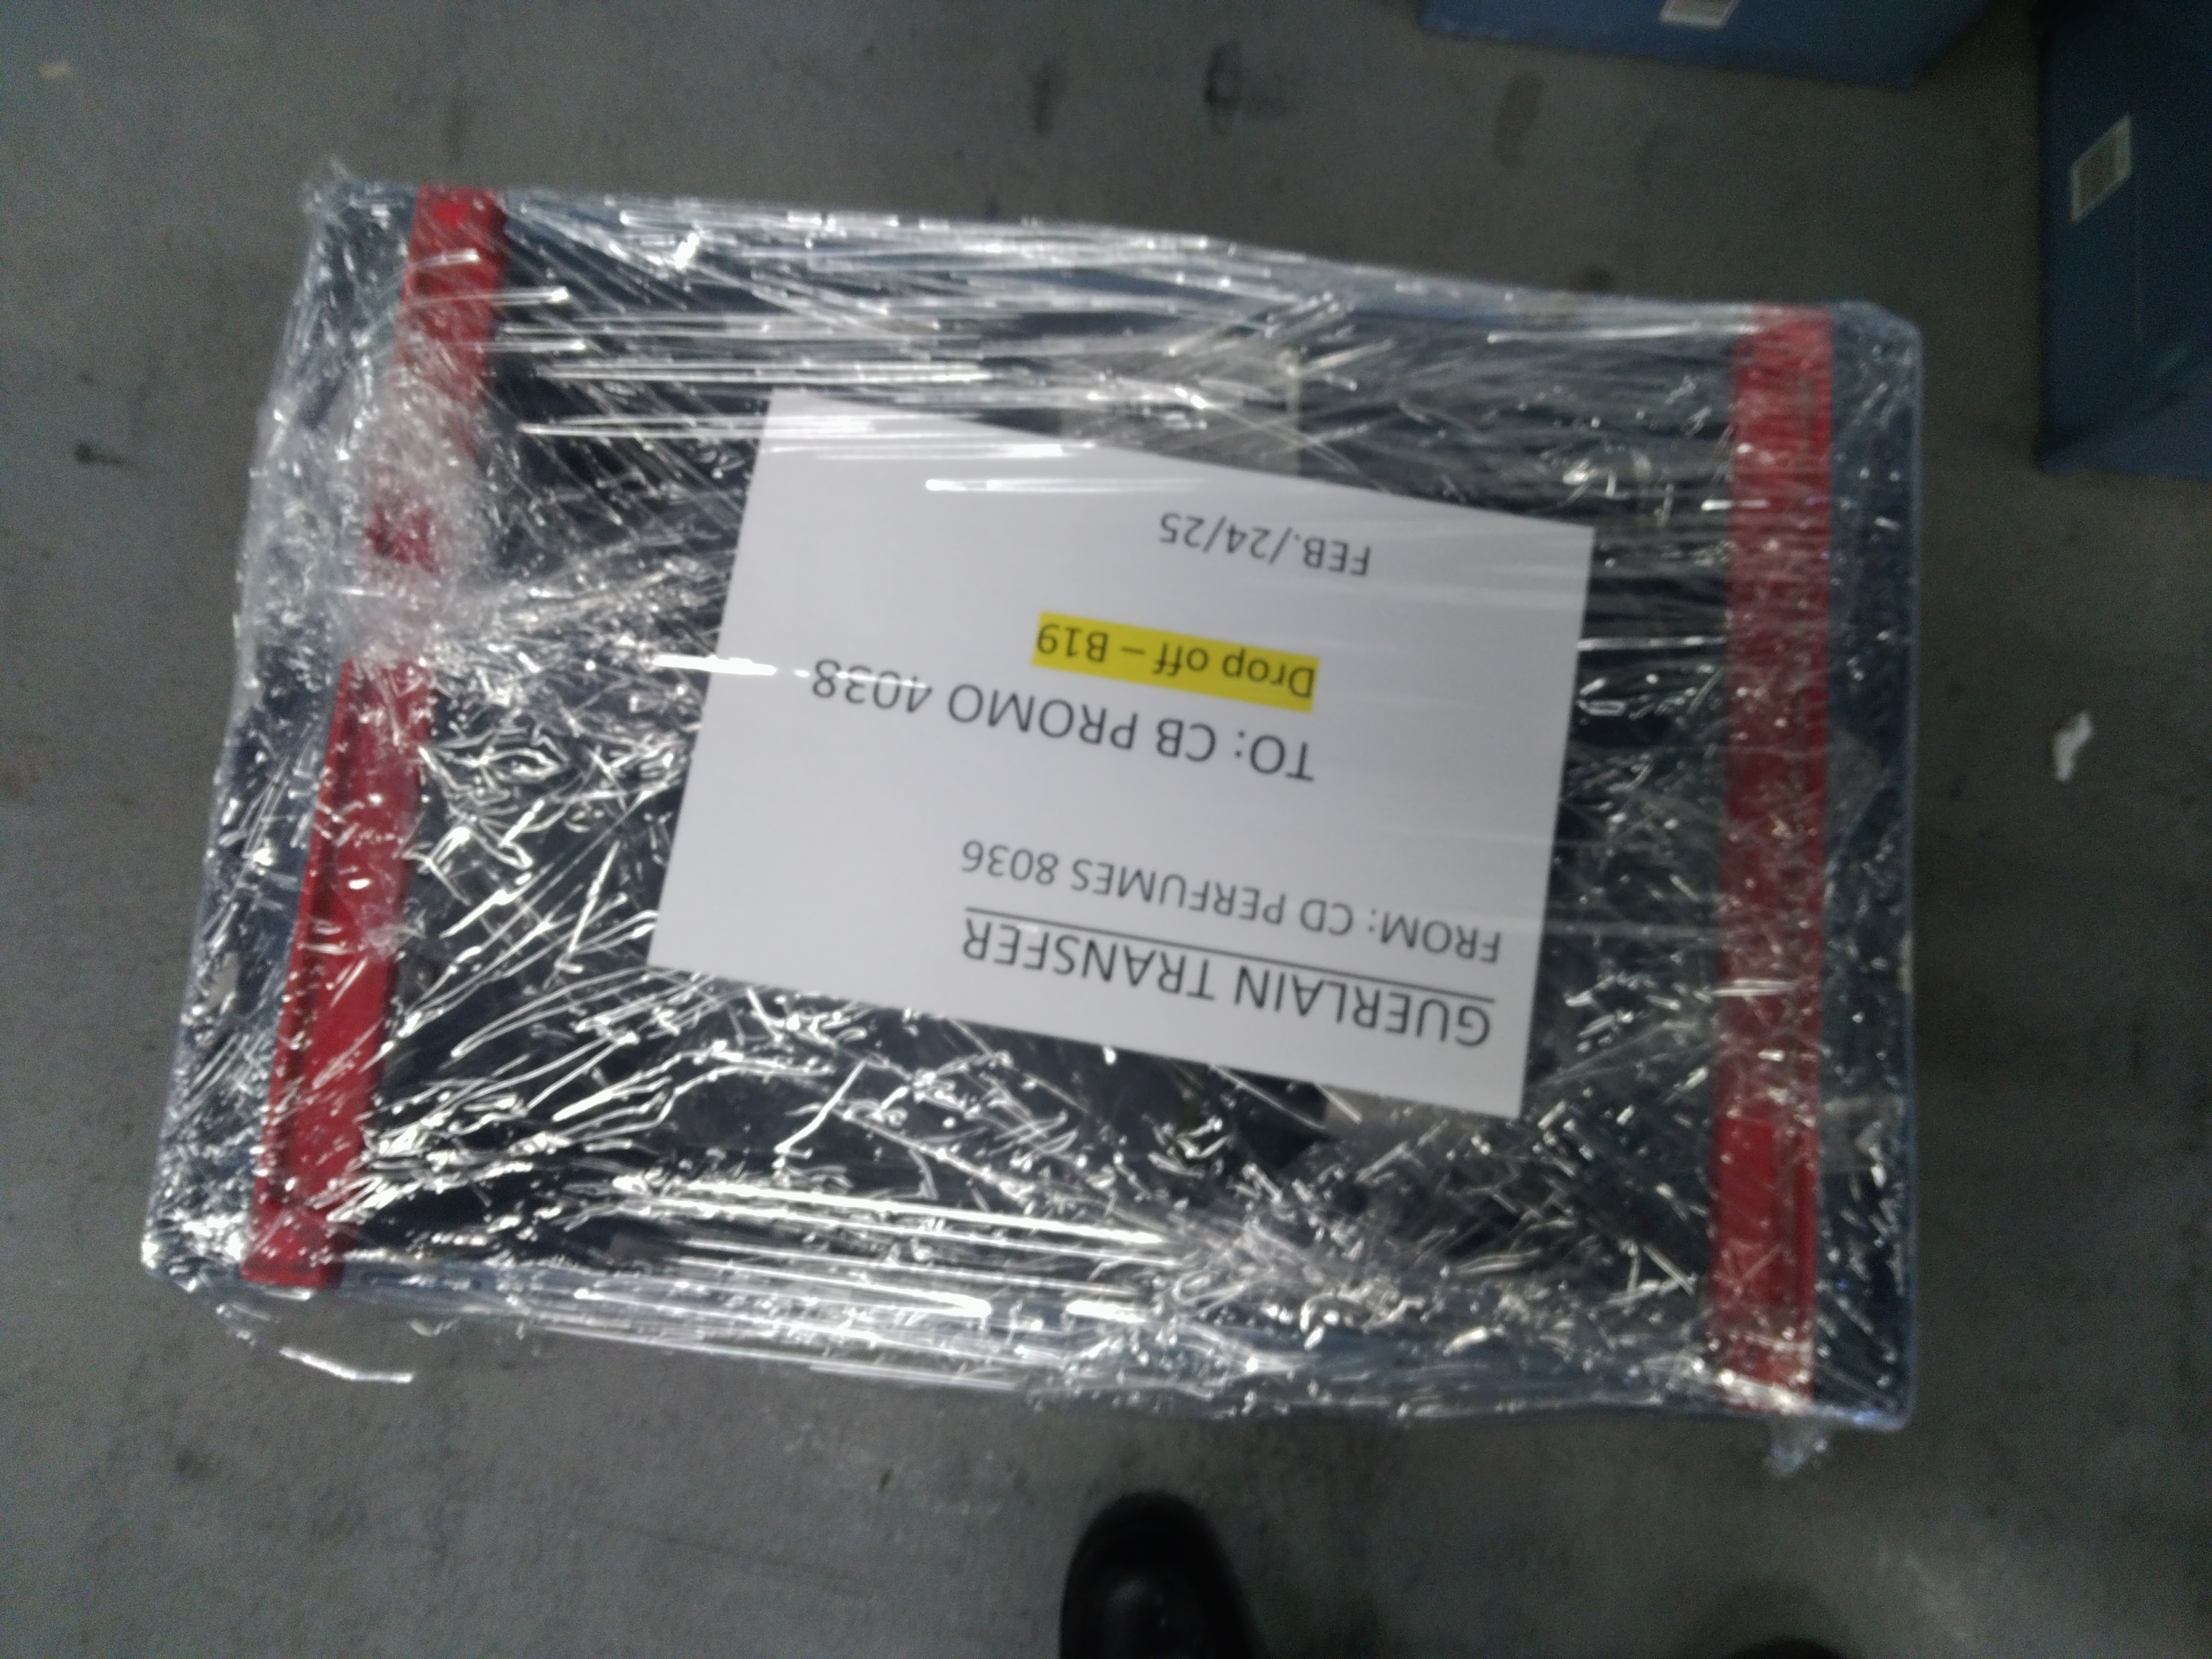 GUERLAIN TRANSFER
FROM: CD PERFUMES 8036
TO: CB PROMO 4038
Drop off – B19
FEB./24/25